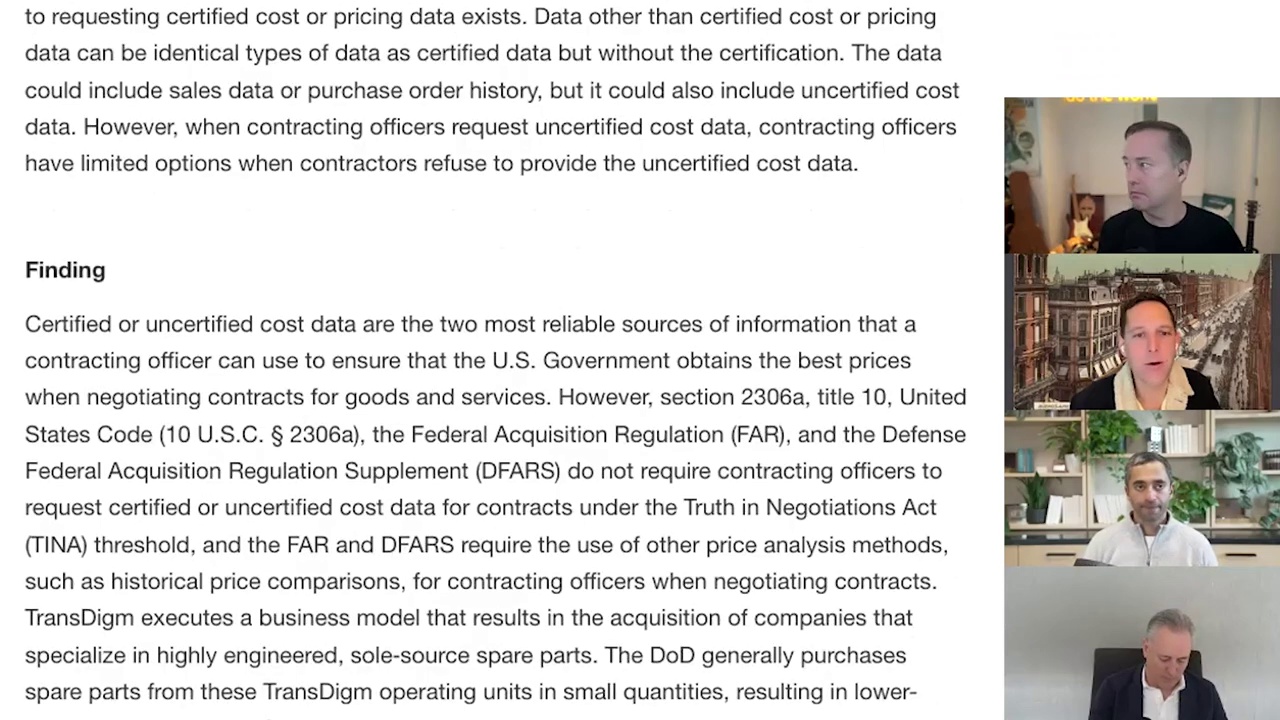 to requesting certified cost or pricing data exists. Data other than certified cost or pricing
data can be identical types of data as certified data but without the certification. The data
could include sales data or purchase order history, but it could also include uncertified cost
data. However, when contracting officers request uncertified cost data, contracting officers
have limited options when contractors refuse to provide the uncertified cost data.
Finding
Certified or uncertified cost data are the two most reliable sources of information that a
contracting officer can use to ensure that the U.S. Government obtains the best prices
when negotiating contracts for goods and services. However, section 2306a, title 10, United
States Code (10 U.S.C. § 2306a), the Federal Acquisition Regulation (FAR), and the Defense
Federal Acquisition Regulation Supplement (DFARS) do not require contracting officers to
request certified or uncertified cost data for contracts under the Truth in Negotiations Act
(TINA) threshold, and the FAR and DFARS require the use of other price analysis methods,
such as historical price comparisons, for contracting officers when negotiating contracts.
TransDigm executes a business model that results in the acquisition of companies that
specialize in highly engineered, sole-source spare parts. The DoD generally purchases
spare parts from these TransDigm operating units in small quantities, resulting in lower-